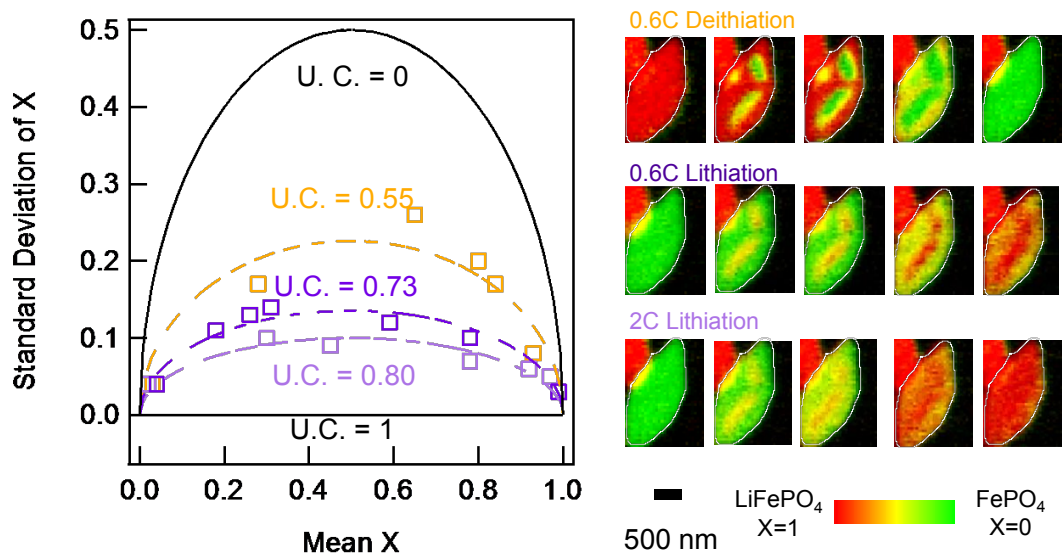 Standard Deviation of X
0.5
0.4
0.3
0.2
0.1
0.0
U. C. = 0
U.C. = 0.55
U.C. = 0.73
U.C. = 0.80
U.C. = 1
0.0 0.2 0.4 0.6 0.8 1.0
Mean X
0.6C Deithiation
0.6C Lithiation
2C Lithiation
500 nm
LiFePO₄
X=1
FePO₄
X=0